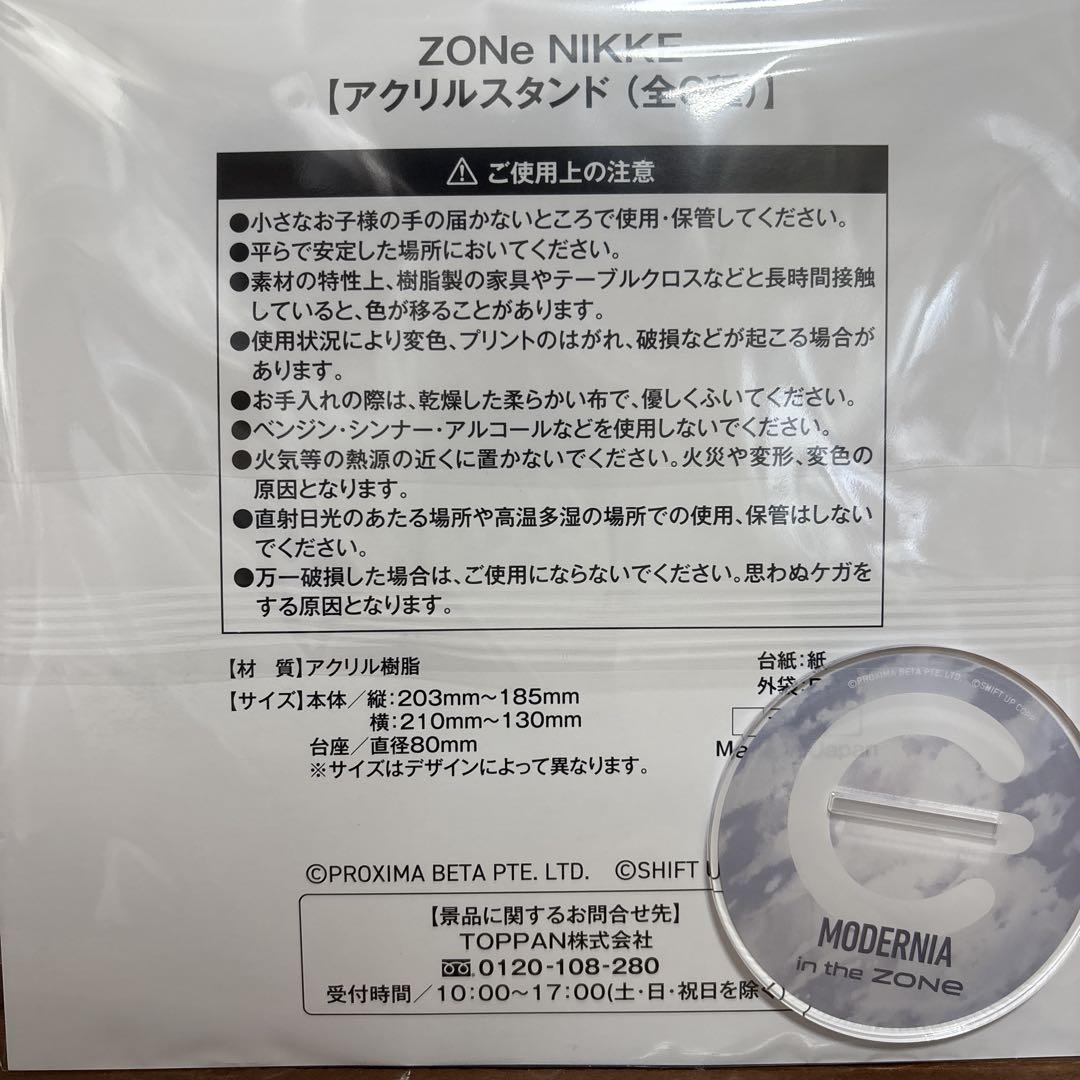 ZONe NIKKE
【アクリルスタンド（全 種）】
⚠ ご使用上の注意
●小さなお子様の手の届かないところで使用・保管してください。
●平らで安定した場所においてください。
●素材の特性上、樹脂製の家具やテーブルクロスなどと長時間接触
していると、色が移ることがあります。
●使用状況により変色、プリントのはがれ、破損などが起こる場合が
あります。
●お手入れの際は、乾燥した柔らかい布で、優しくふいてください。
●ベンジン・シンナー・アルコールなどを使用しないでください。
●火気等の熱源の近くに置かないでください。火災や変形、変色の
原因となります。
●直射日光のあたる場所や高温多湿の場所での使用、保管はしない
でください。
●万一破損した場合は、ご使用にならないでください。思わぬケガを
する原因となります。
【材　質】アクリル樹脂
【サイズ】本体／縦：203mm～185mm
横：210mm～130mm
台座／直径80mm
※サイズはデザインによって異なります。
台紙：紙
外袋：
Japan
©PROXIMA BETA PTE. LTD. ©SHIFT
【景品に関するお問合せ先】
TOPPAN株式会社
0120-108-280
受付時間／10:00～17:00(土・日・祝日を除く)
©PROXIMA BETA PTE. LTD. ©SHIFT UP CORP.
MODERNIA
in the ZONe